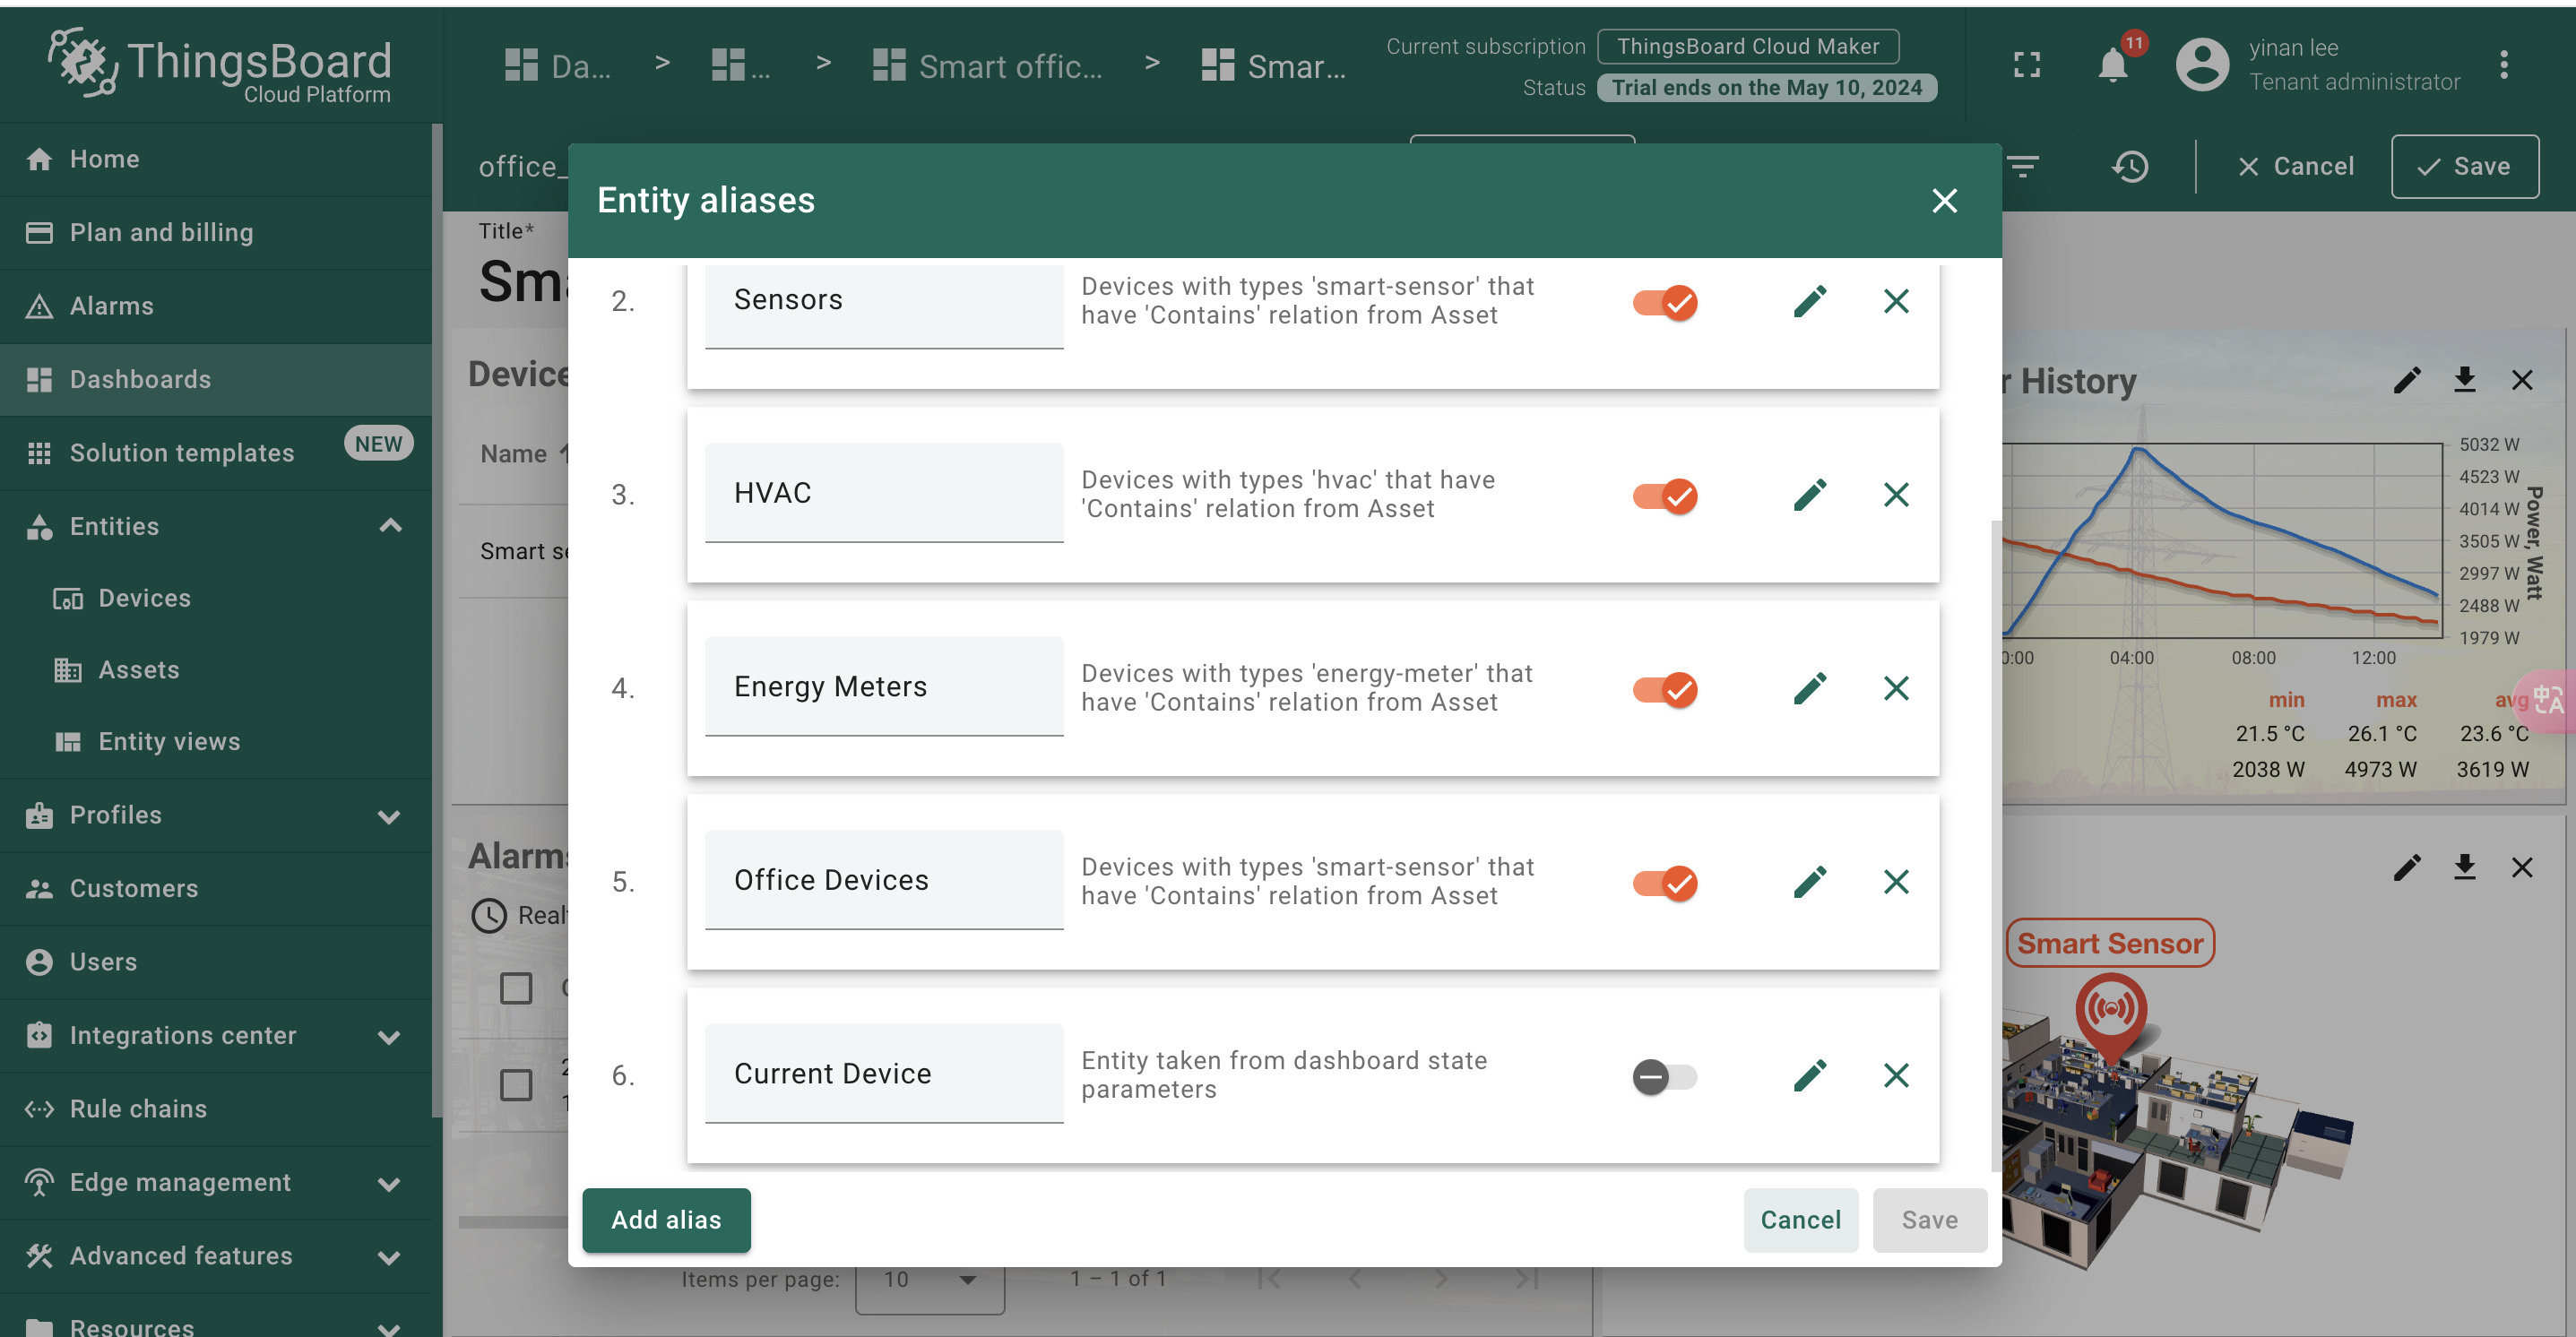 ThingsBoard
Cloud Platform
Da...
>
...
>
Smart offic...
>
Smar...
Current subscription
ThingsBoard Cloud Maker
Status
Trial ends on the May 10, 2024
11
yinan lee
Tenant administrator
Home
Plan and billing
Alarms
Dashboards
Solution templates
NEW
Entities
Devices
Assets
Entity views
Profiles
Customers
Users
Integrations center
Rule chains
Edge management
Advanced features
Resources
office_
Cancel
Save
Title*
Sm
Device
Name
Smart se
Alarms
Real
Entity aliases
2.
Sensors
Devices with types 'smart-sensor' that
have 'Contains' relation from Asset
3.
HVAC
Devices with types 'hvac' that have
'Contains' relation from Asset
4.
Energy Meters
Devices with types 'energy-meter' that
have 'Contains' relation from Asset
5.
Office Devices
Devices with types 'smart-sensor' that
have 'Contains' relation from Asset
6.
Current Device
Entity taken from dashboard state
parameters
Add alias
Cancel
Save
Items per page:
10
1 – 1 of 1
r History
5032 W
4523 W
4014 W
3505 W
2997 W
2488 W
1979 W
Power, Watt
0:00
04:00
08:00
12:00
min
max
avg
21.5 °C
26.1 °C
23.6 °C
2038 W
4973 W
3619 W
中
A
Smart Sensor